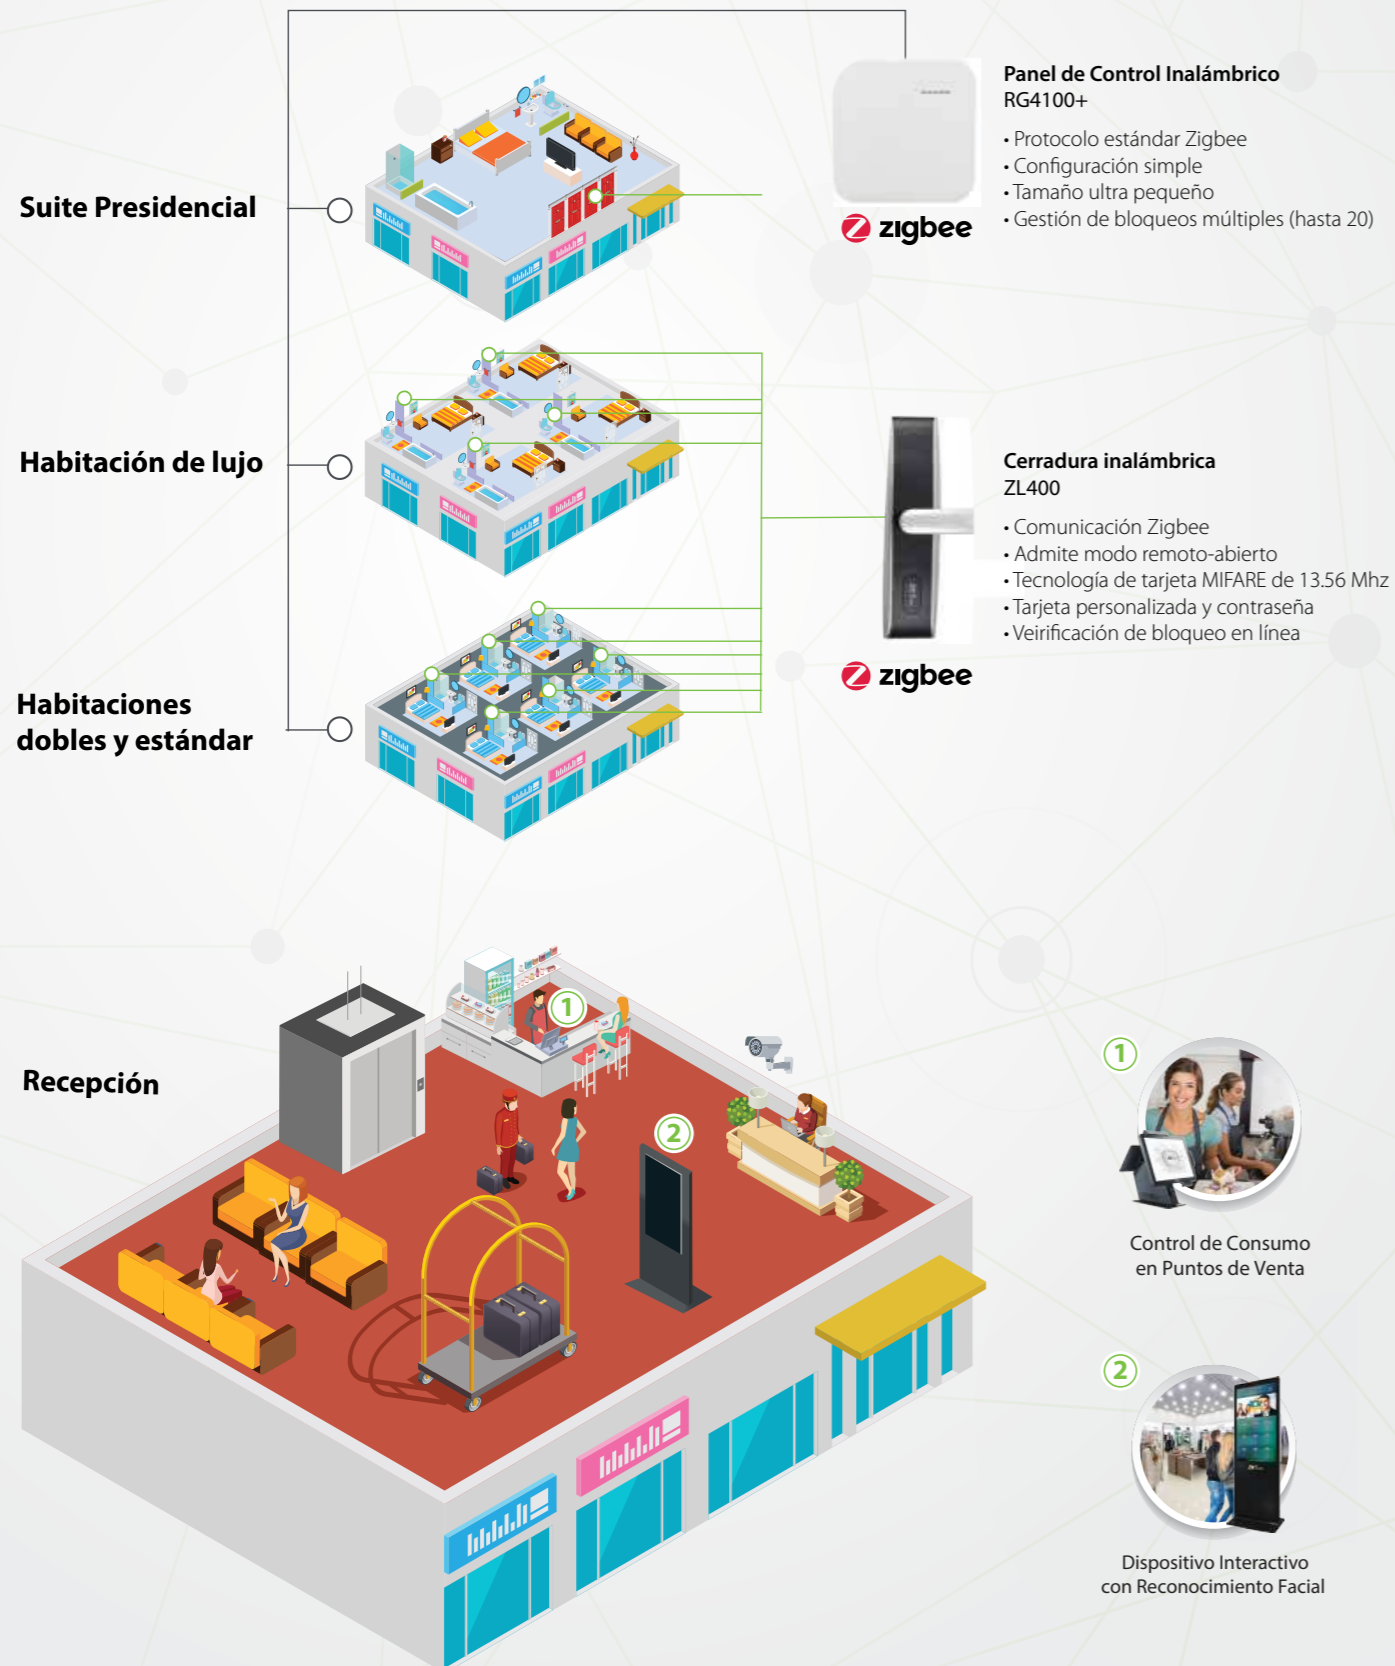 Suite Presidencial
Panel de Control Inalámbrico
RG4100+
• Protocolo estándar Zigbee
• Configuración simple
• Tamaño ultra pequeño
• Gestión de bloqueos múltiples (hasta 20)
zigbee
Habitación de lujo
Cerradura inalámbrica
ZL400
• Comunicación Zigbee
• Admite modo remoto-abierto
• Tecnología de tarjeta MIFARE de 13.56 Mhz
• Tarjeta personalizada y contraseña
• Veirificación de bloqueo en línea
zigbee
Habitaciones
dobles y estándar
Recepción
1
2
1
Control de Consumo
en Puntos de Venta
2
Dispositivo Interactivo
con Reconocimiento Facial